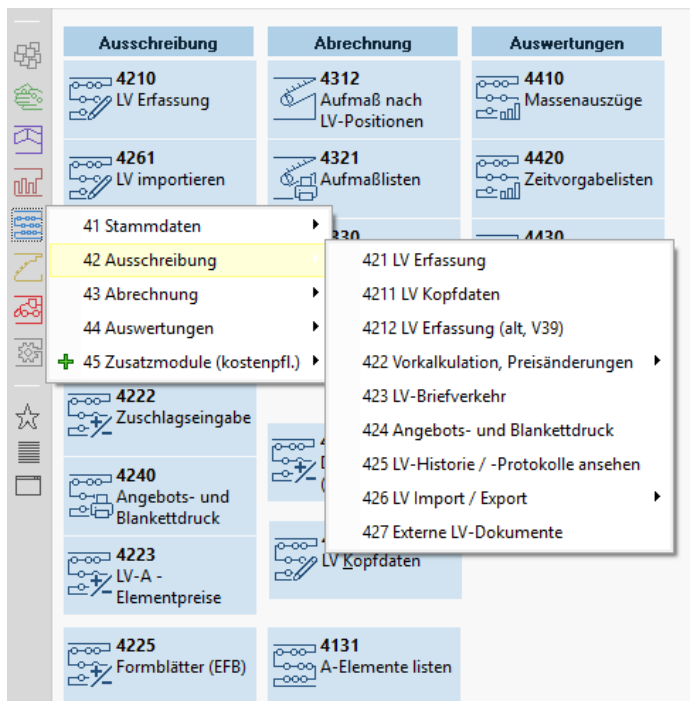 Ausschreibung
Abrechnung
Auswertungen
4210
LV Erfassung
4312
Aufmaß nach
LV-Positionen
4410
Massenauszüge
4261
LV importieren
4321
Aufmaßlisten
4420
Zeitvorgabelisten
4430
41 Stammdaten
42 Ausschreibung
43 Abrechnung
44 Auswertungen
45 Zusatzmodule (kostenpfl.)
421 LV Erfassung
4211 LV Kopfdaten
4212 LV Erfassung (alt, V39)
422 Vorkalkulation, Preisänderungen
423 LV-Briefverkehr
424 Angebots- und Blankettdruck
425 LV-Historie / -Protokolle ansehen
426 LV Import / Export
427 Externe LV-Dokumente
4222
Zuschlagseingabe
4240
Angebots- und
Blankettdruck
LV Kopfdaten
4223
LV-A -
Elementpreise
4225
Formblätter (EFB)
4131
A-Elemente listen